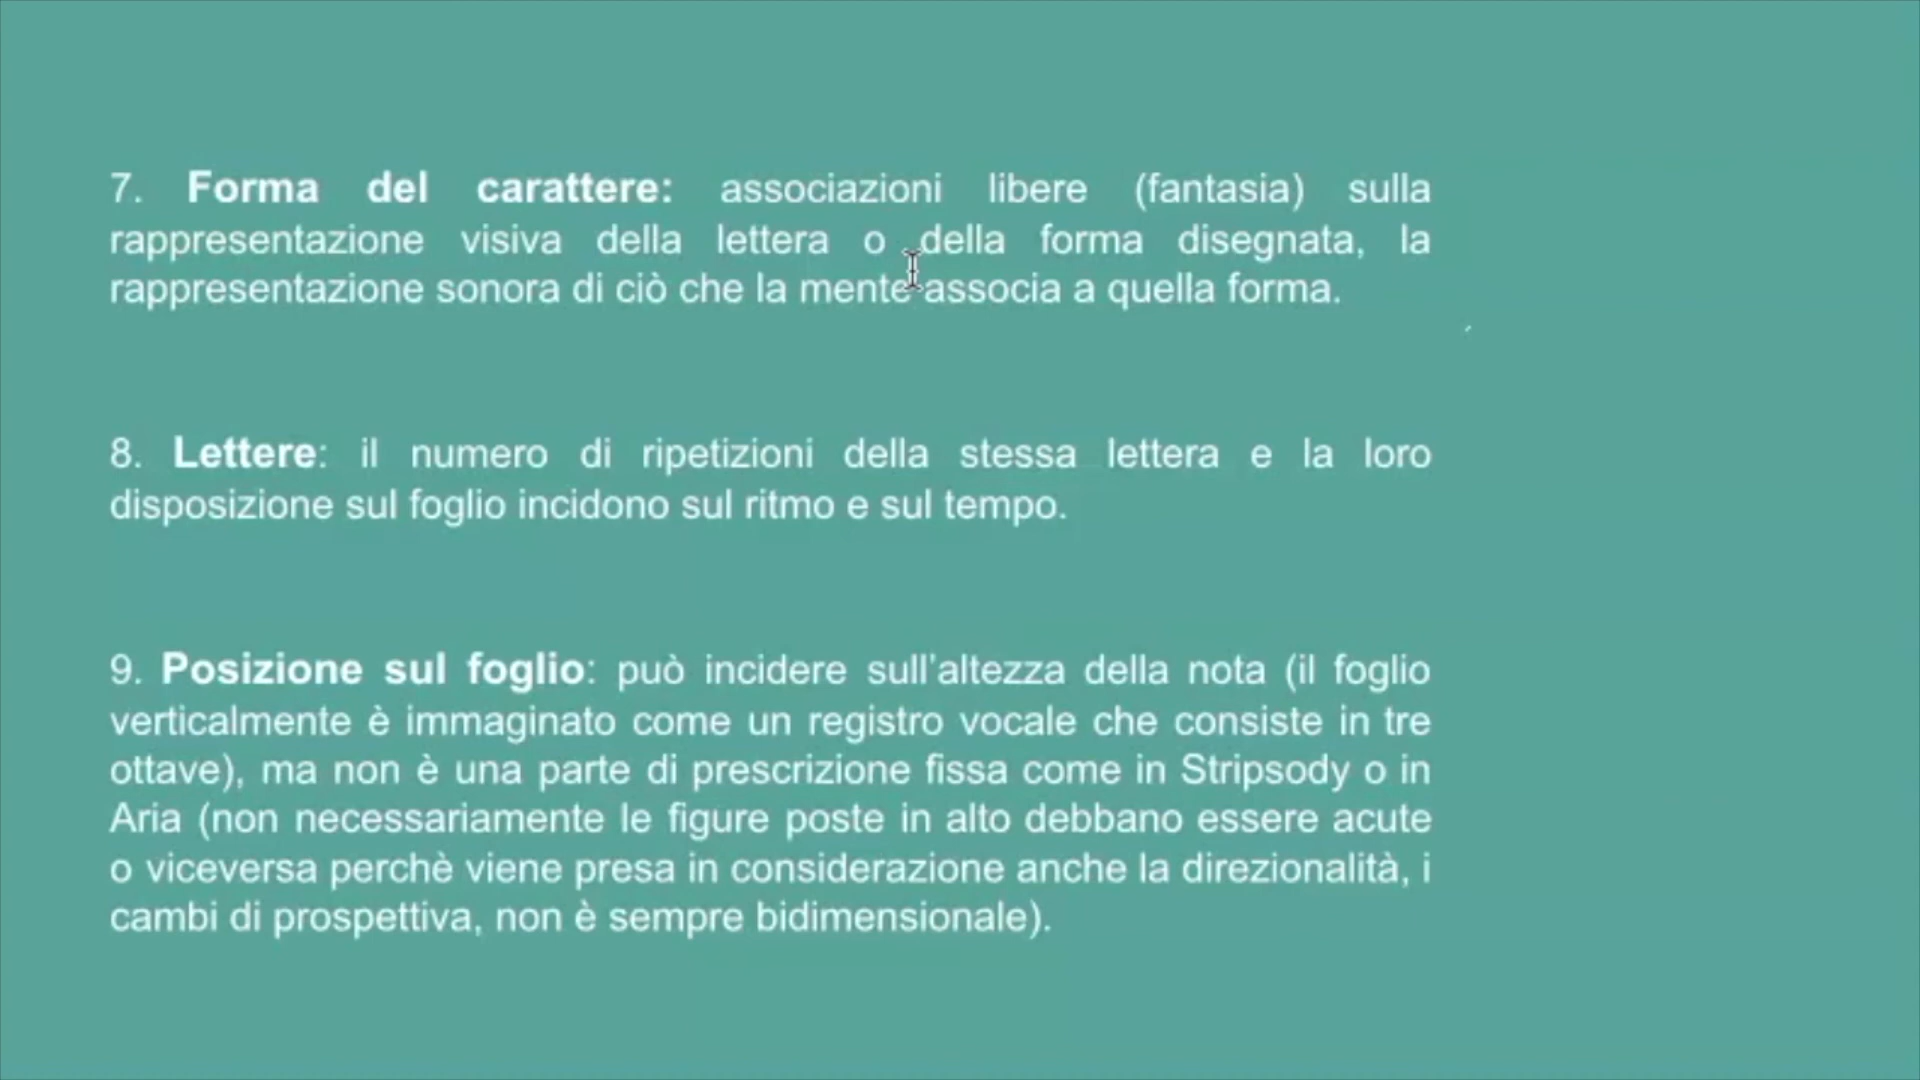 7. Forma del carattere: associazioni libere (fantasia) sulla
rappresentazione visiva della lettera o della forma disegnata, la
rappresentazione sonora di ciò che la mente associa a quella forma.
8. Lettere: il numero di ripetizioni della stessa lettera e la loro
disposizione sul foglio incidono sul ritmo e sul tempo.
9. Posizione sul foglio: può incidere sull'altezza della nota (il foglio
verticalmente è immaginato come un registro vocale che consiste in tre
ottave), ma non è una parte di prescrizione fissa come in Stripsody o in
Aria (non necessariamente le figure poste in alto debbano essere acute
o viceversa perchè viene presa in considerazione anche la direzionalità, i
cambi di prospettiva, non è sempre bidimensionale).